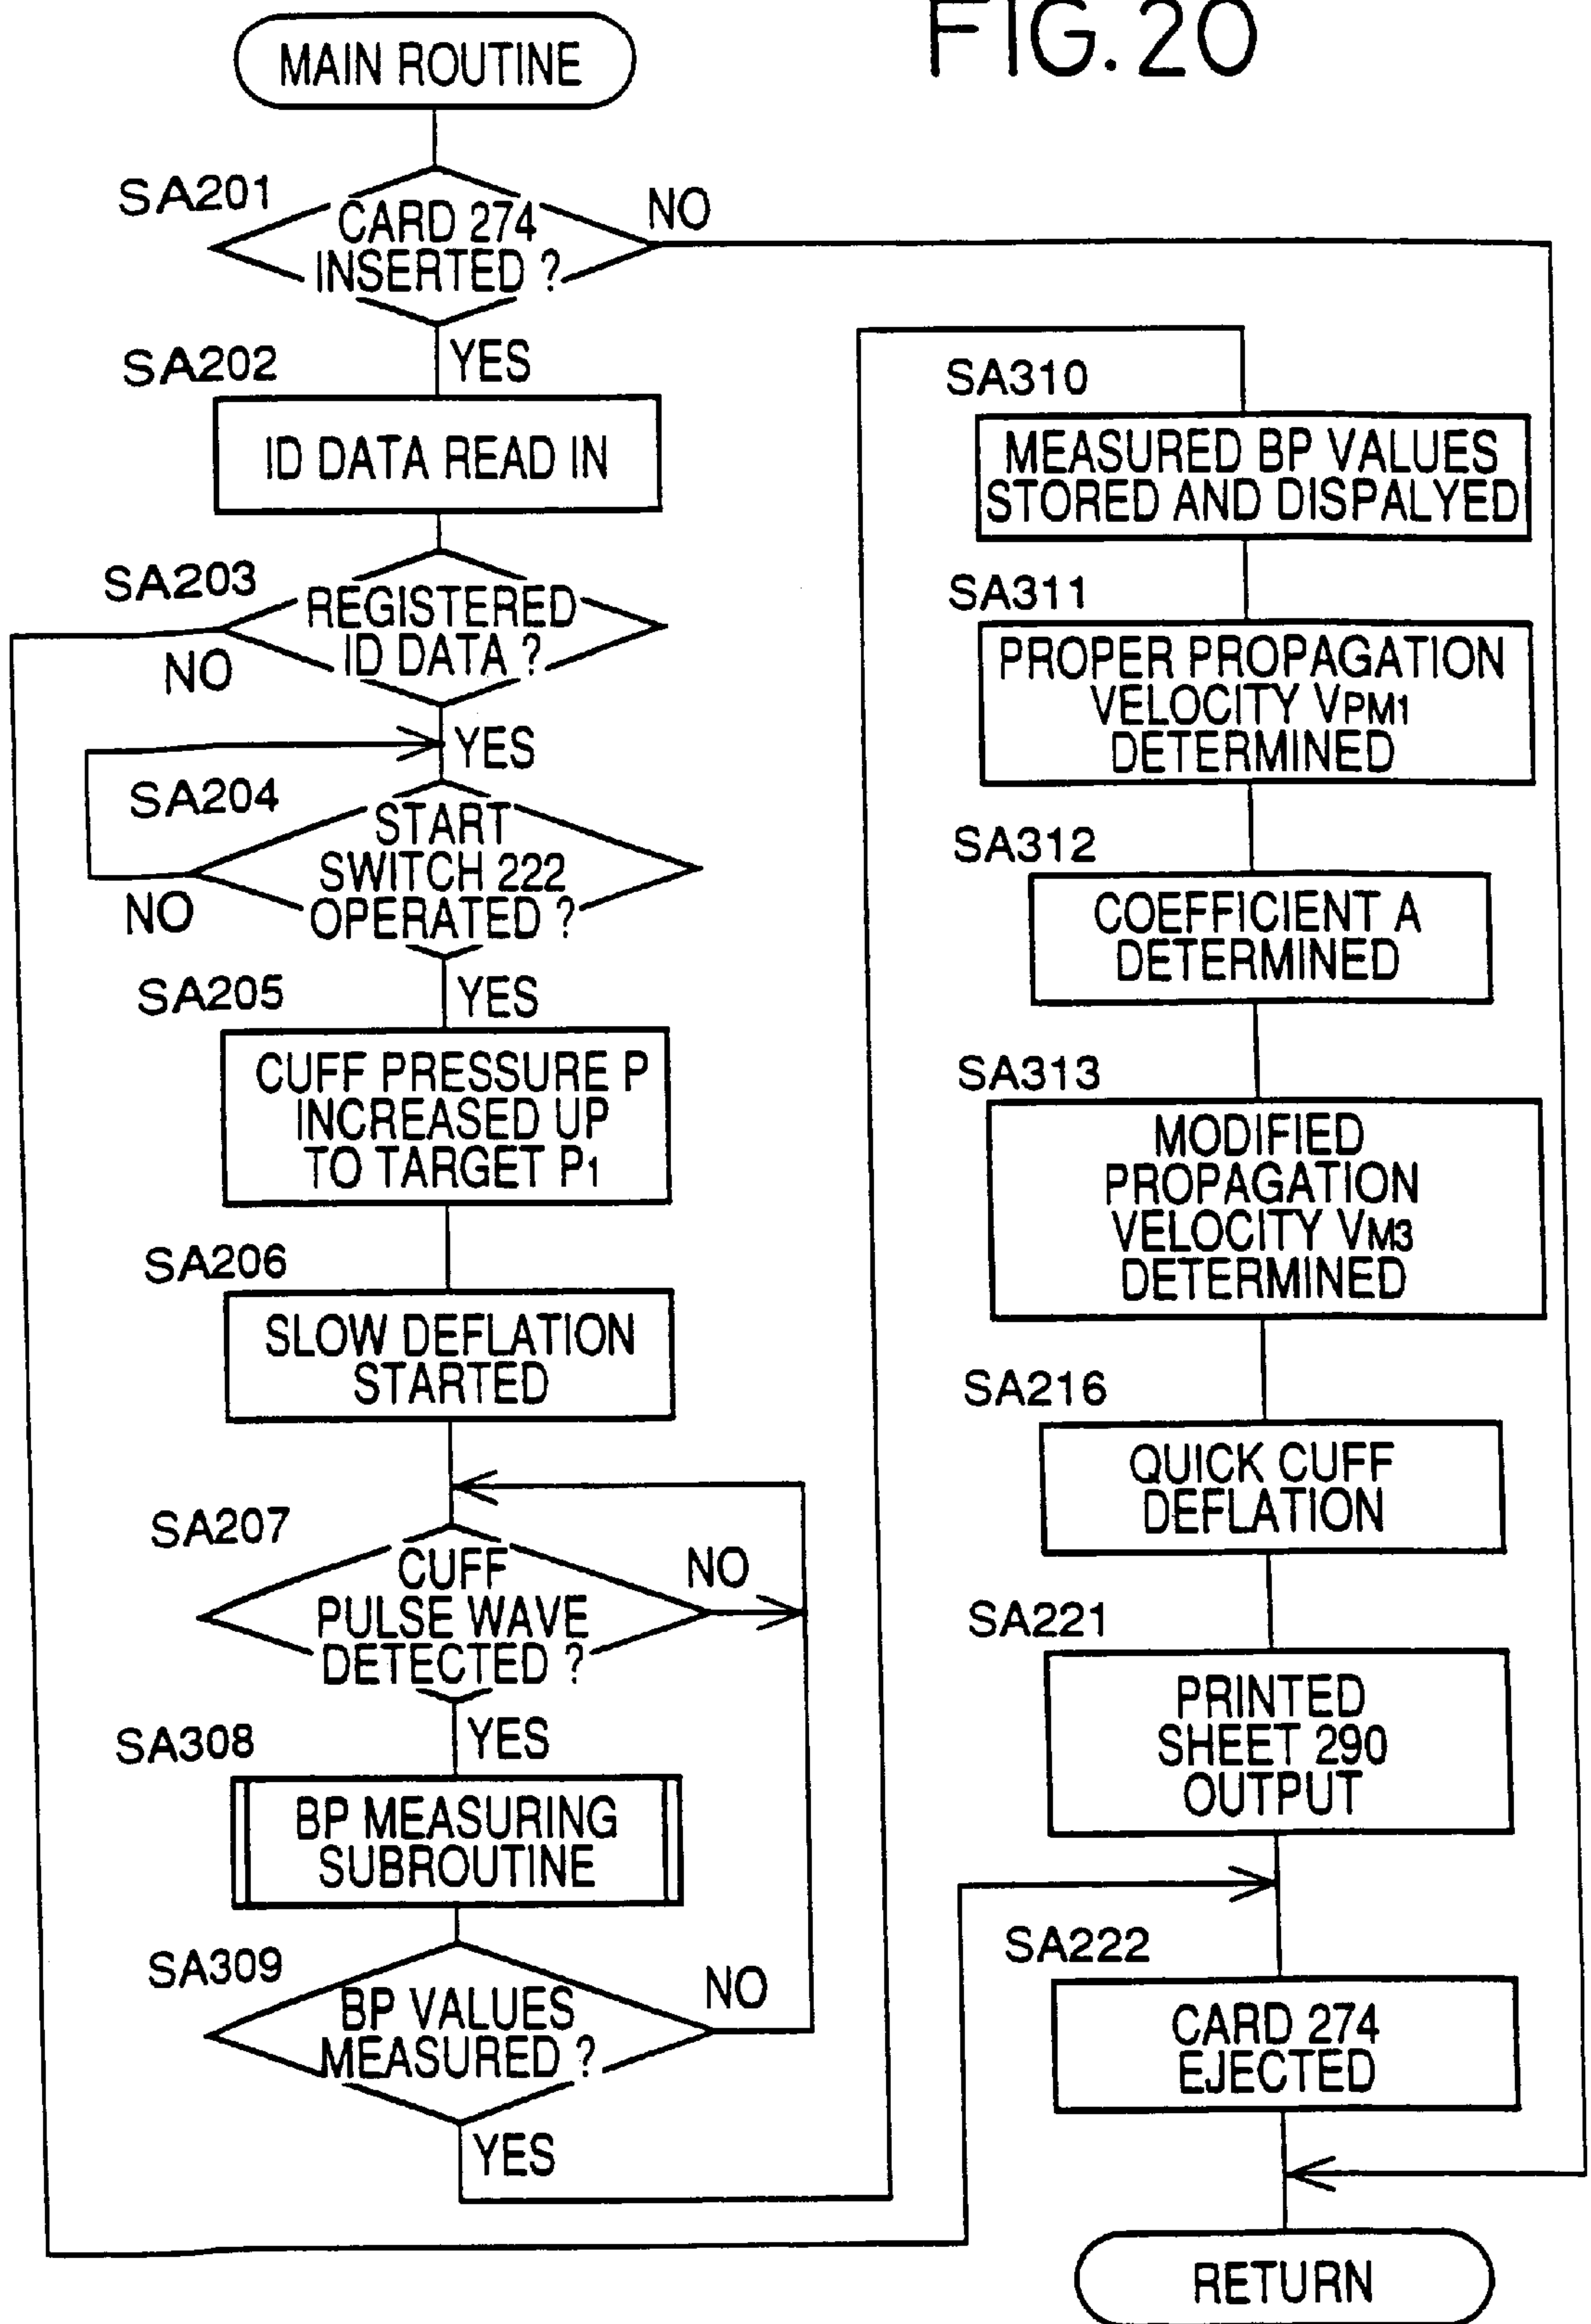 FIG.20
MAIN ROUTINE
SA201
CARD 274
INSERTED ?
NO
YES
SA202
ID DATA READ IN
SA203
REGISTERED
ID DATA ?
NO
YES
SA204
START
SWITCH 222
OPERATED ?
NO
YES
SA205
CUFF PRESSURE P
INCREASED UP
TO TARGET P1
SA206
SLOW DEFLATION
STARTED
SA207
CUFF
PULSE WAVE
DETECTED ?
NO
YES
SA308
BP MEASURING
SUBROUTINE
SA309
BP VALUES
MEASURED ?
NO
YES
SA310
MEASURED BP VALUES
STORED AND DISPALYED
SA311
PROPER PROPAGATION
VELOCITY VPM1
DETERMINED
SA312
COEFFICIENT A
DETERMINED
SA313
MODIFIED
PROPAGATION
VELOCITY VM3
DETERMINED
SA216
QUICK CUFF
DEFLATION
SA221
PRINTED
SHEET 290
OUTPUT
SA222
CARD 274
EJECTED
RETURN